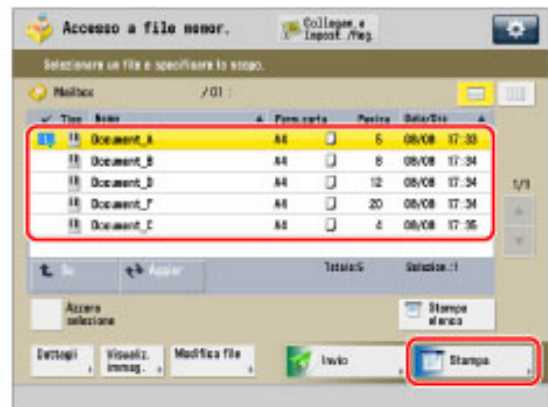 Accesso a file memor.
Collegam. a
Impost./Reg.
Selezionare un file e specificare lo scopo.
Mailbox /01 :
Tipo Nome Form.carta Pagina Data/Ora
1 Document_A A4 6 08/08 17:33
Document_B A4 8 08/08 17:34
Document_D A4 12 08/08 17:34
Document_F A4 20 08/08 17:34
Document_C A4 4 08/08 17:35
1/1
Su Aggior Totale:5 Selezion.:1
Azzera
selezione
Stampa
elenco
Dettagli
Visualiz.
immag.
Modifica file
Invio
Stampa